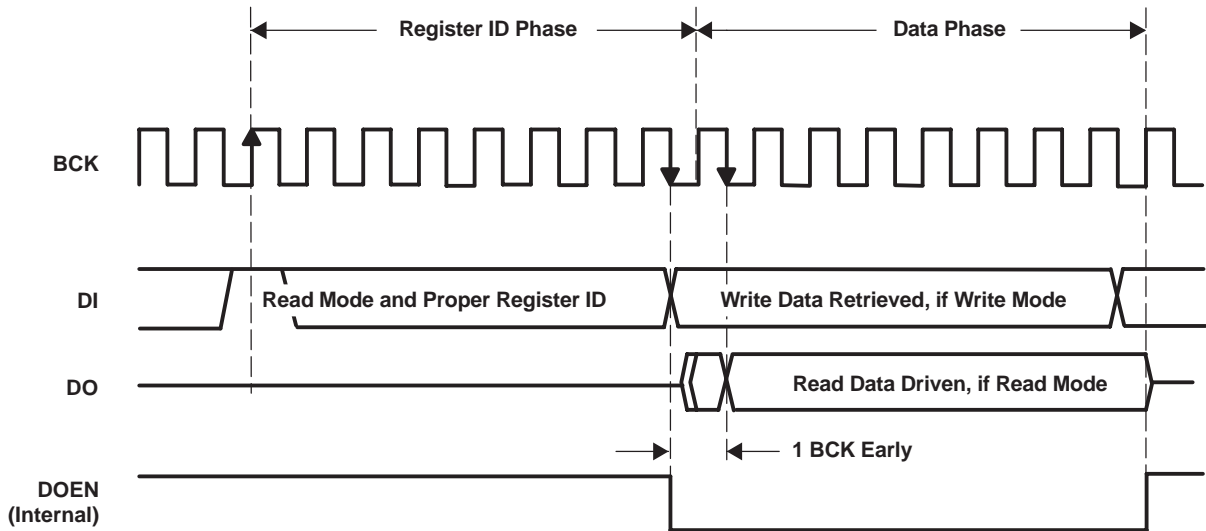 Register ID Phase
Data Phase
BCK
DI
Read Mode and Proper Register ID
Write Data Retrieved, if Write Mode
DO
Read Data Driven, if Read Mode
1 BCK Early
DOEN
(Internal)